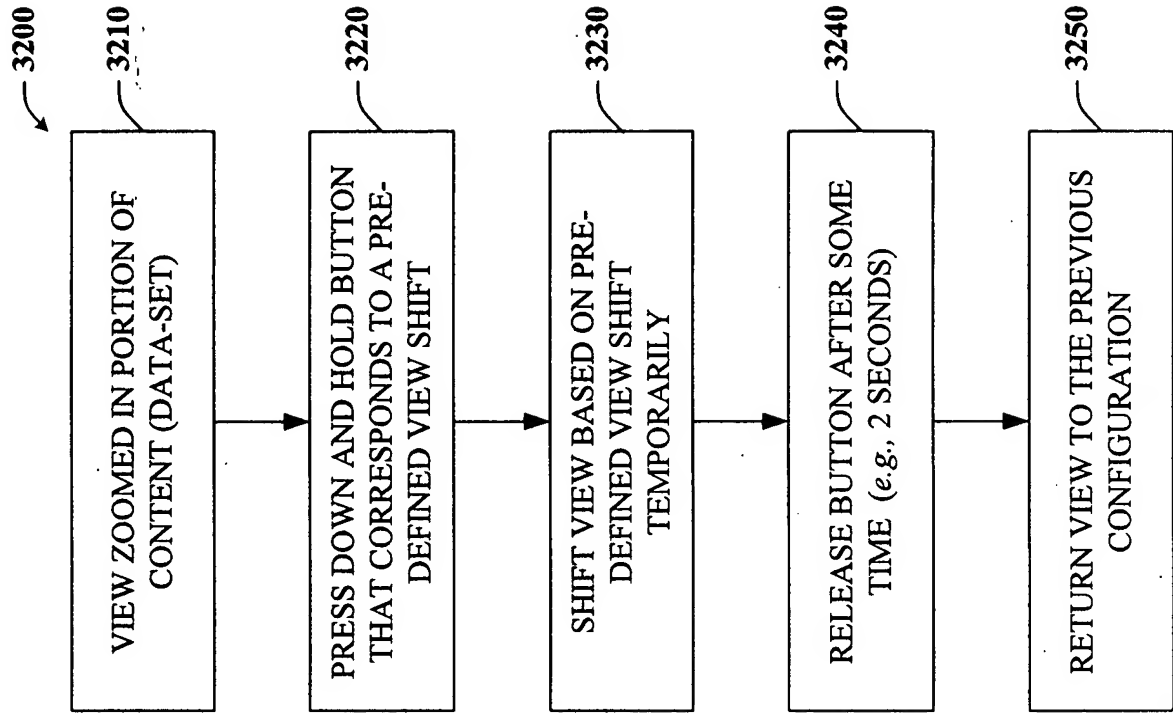 3200
VIEW ZOOMED IN PORTION OF
CONTENT (DATA-SET)
3210
PRESS DOWN AND HOLD BUTTON
THAT CORRESPONDS TO A PRE-
DEFINED VIEW SHIFT
3220
SHIFT VIEW BASED ON PRE-
DEFINED VIEW SHIFT
TEMPORARILY
3230
RELEASE BUTTON AFTER SOME
TIME (e.g., 2 SECONDS)
3240
RETURN VIEW TO THE PREVIOUS
CONFIGURATION
3250